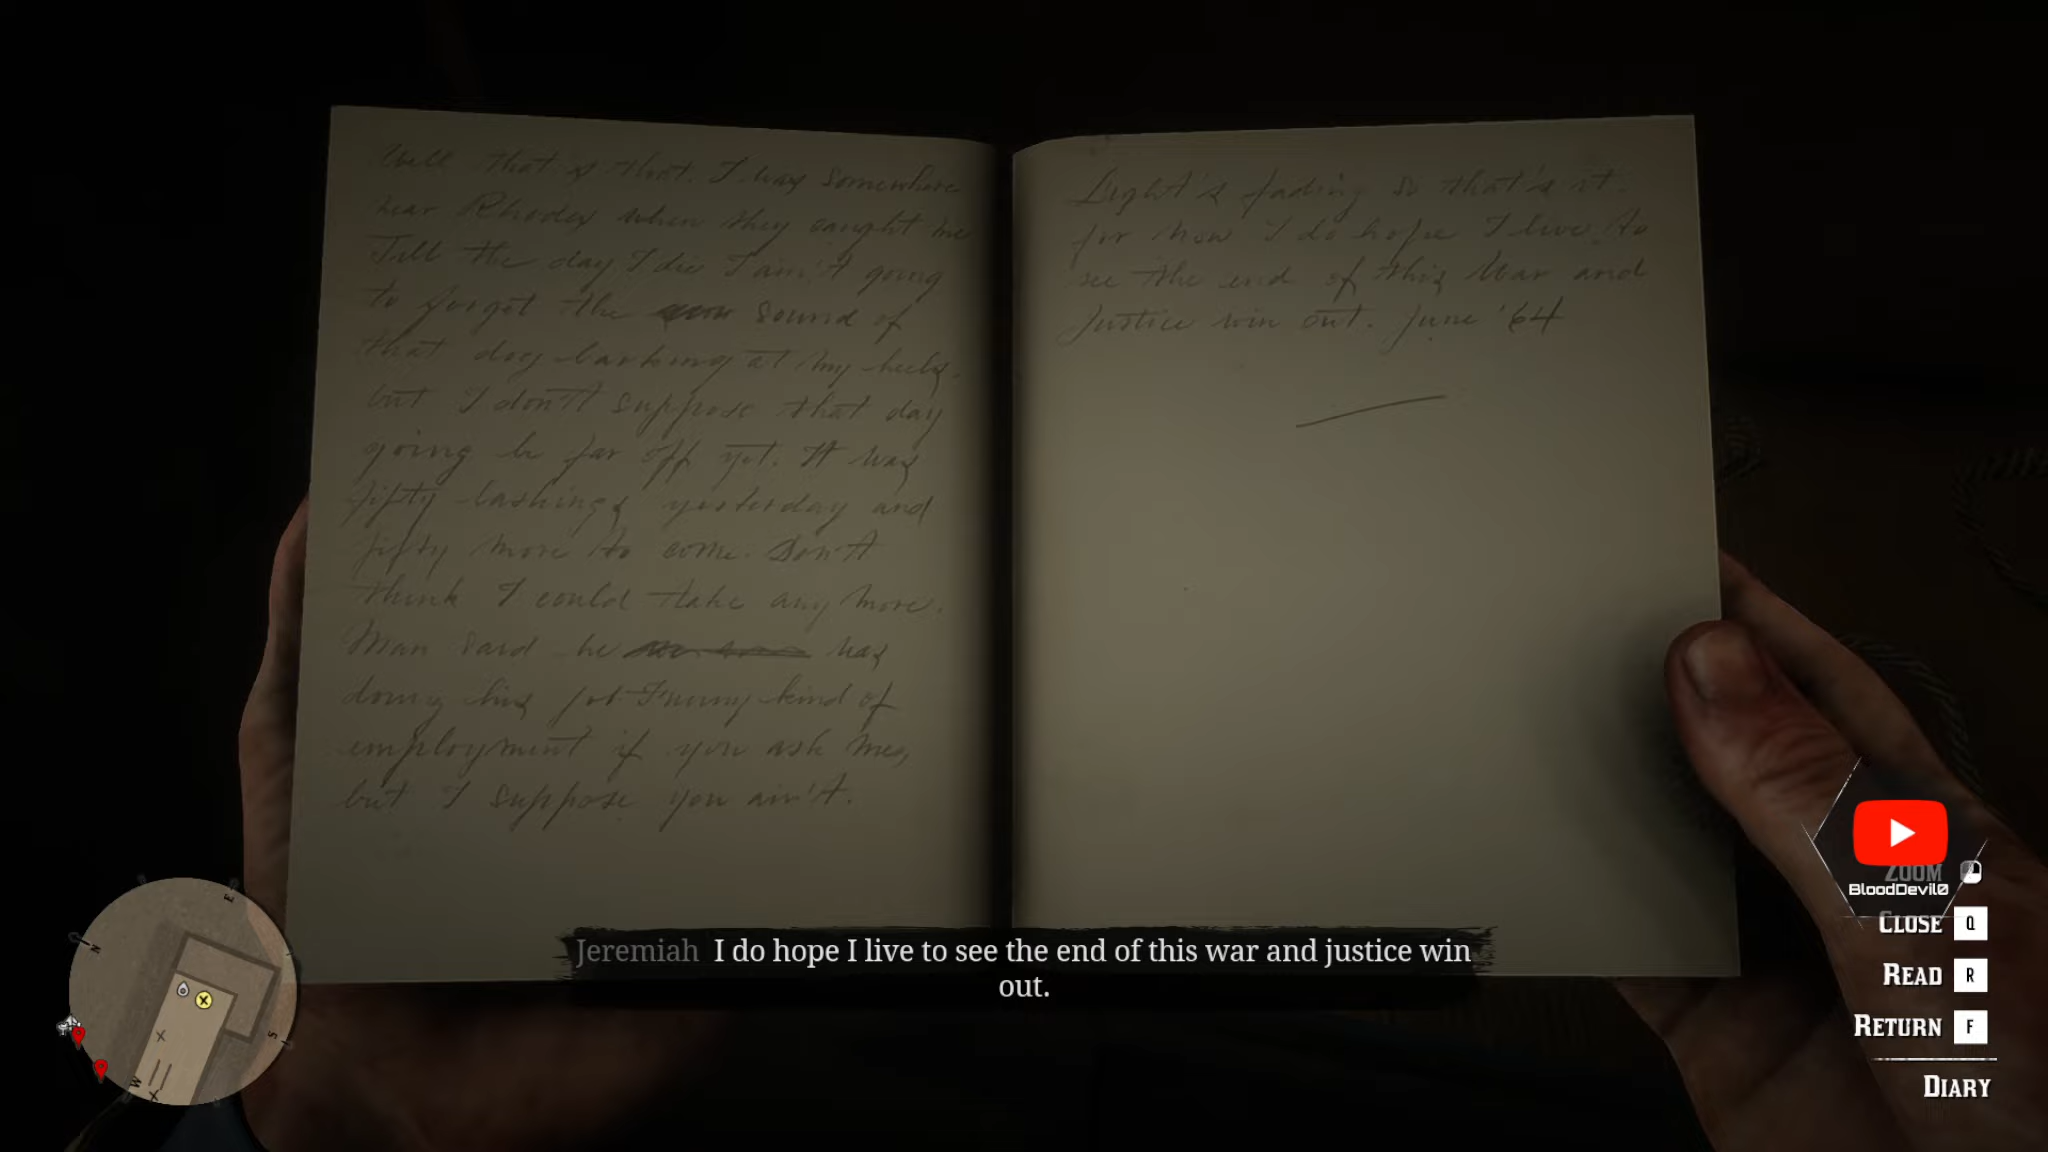 Well that is that. I was somewhere
near Rhodes when they caught me
Till the day I die I ain't going
to forget the sound of
that dog barking at my heels.
but I don't suppose that day
going be far off yet. It was
fifty lashings yesterday and
fifty more to come. Don't
think I could take any more.
Man said he was
doing his job. Funny kind of
employment if you ask me,
but I suppose you ain't.
Light's fading so that's it
for now I do hope I live to
see the end of this War and
Justice win out. June '64
Jeremiah I do hope I live to see the end of this war and justice win
out.
ZOOM
BloodDevil0
CLOSE Q
READ R
RETURN F
DIARY
N
E
S
W